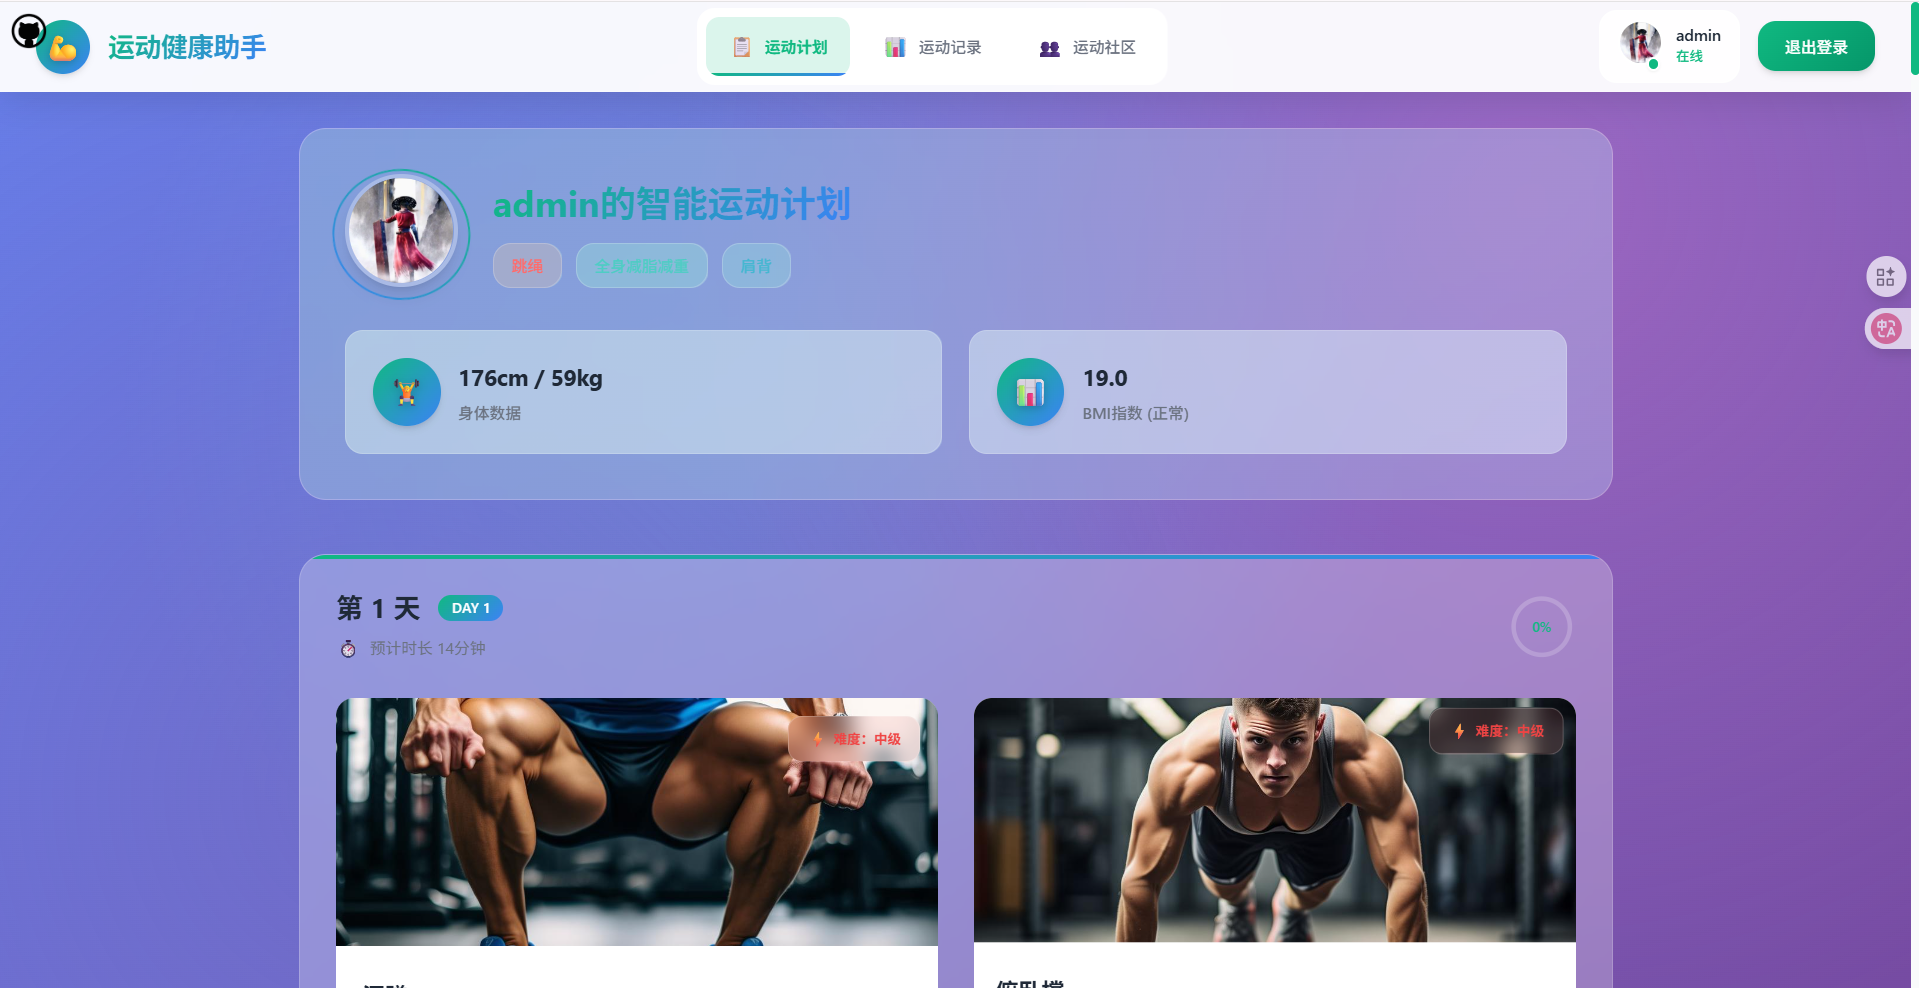 运动健康助手
运动计划
运动记录
运动社区
admin
在线
退出登录
admin的智能运动计划
跳绳
全身减脂减重
肩背
176cm / 59kg
身体数据
19.0
BMI指数 (正常)
第 1 天
DAY 1
预计时长 14分钟
0%
难度：中级
难度：中级
俯卧撑